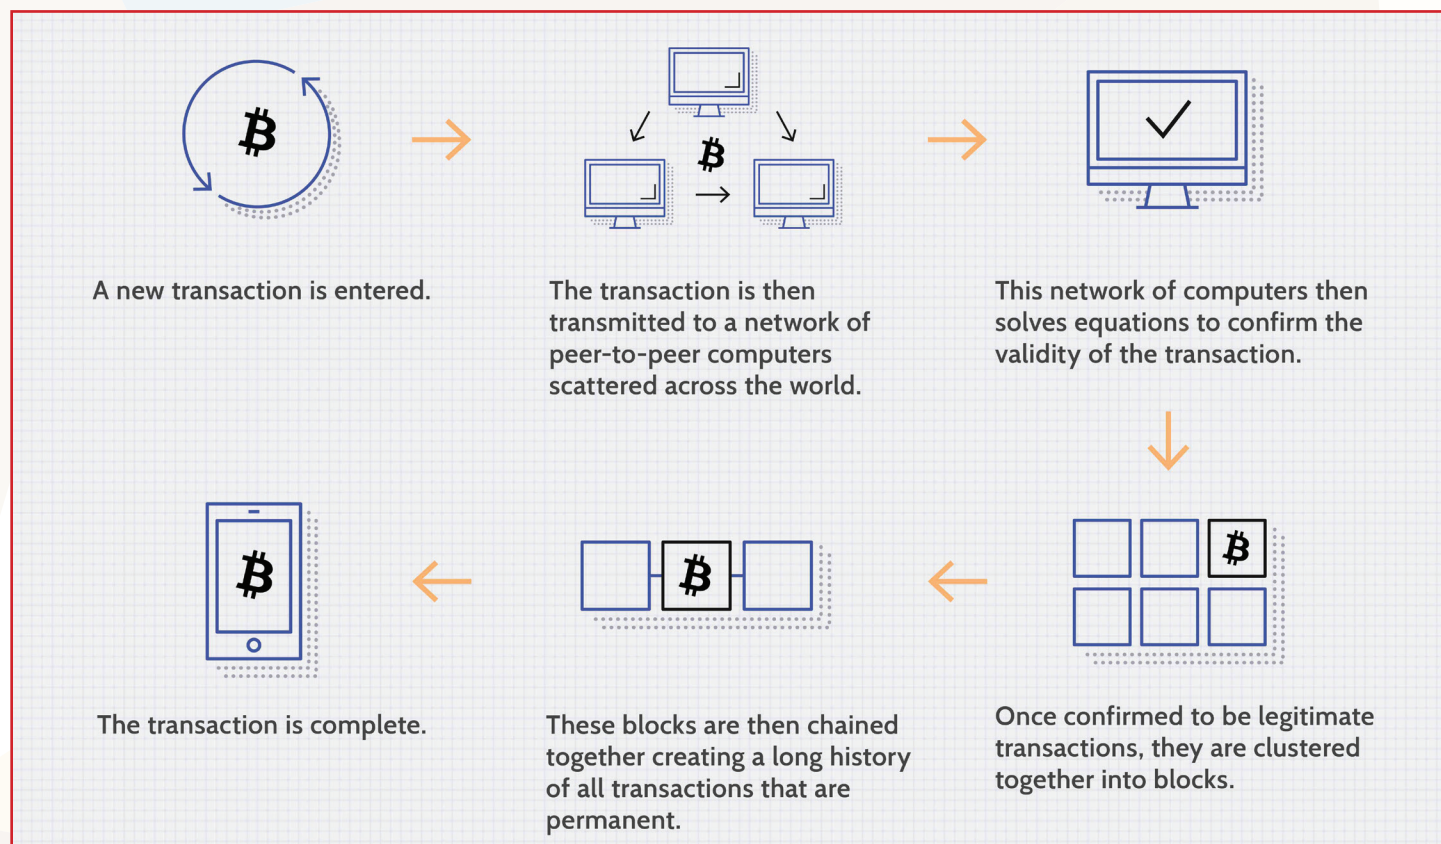 A new transaction is entered.
The transaction is then
transmitted to a network of
peer-to-peer computers
scattered across the world.
This network of computers then
solves equations to confirm the
validity of the transaction.
Once confirmed to be legitimate
transactions, they are clustered
together into blocks.
These blocks are then chained
together creating a long history
of all transactions that are
permanent.
The transaction is complete.